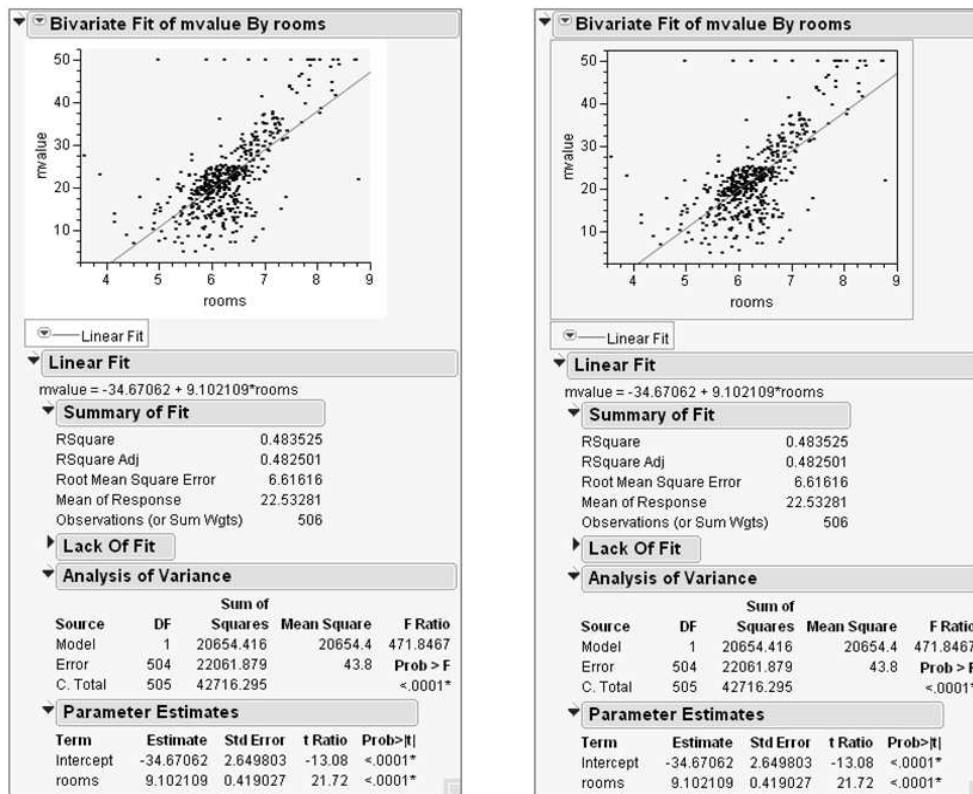 Bivariate Fit of mvalue By rooms
50
40
30
20
10
mvalue
4 5 6 7 8 9
rooms
Linear Fit
Linear Fit
mvalue = -34.67062 + 9.102109*rooms
Summary of Fit
RSquare 0.483525
RSquare Adj 0.482501
Root Mean Square Error 6.61616
Mean of Response 22.53281
Observations (or Sum Wgts) 506
Lack Of Fit
Analysis of Variance
Sum of
Source DF Squares Mean Square F Ratio
Model 1 20654.416 20654.4 471.8467
Error 504 22061.879 43.8 Prob > F
C. Total 505 42716.295 <.0001*
Parameter Estimates
Term Estimate Std Error t Ratio Prob>|t|
Intercept -34.67062 2.649803 -13.08 <.0001*
rooms 9.102109 0.419027 21.72 <.0001*
Bivariate Fit of mvalue By rooms
50
40
30
20
10
mvalue
4 5 6 7 8 9
rooms
Linear Fit
Linear Fit
mvalue = -34.67062 + 9.102109*rooms
Summary of Fit
RSquare 0.483525
RSquare Adj 0.482501
Root Mean Square Error 6.61616
Mean of Response 22.53281
Observations (or Sum Wgts) 506
Lack Of Fit
Analysis of Variance
Sum of
Source DF Squares Mean Square F Ratio
Model 1 20654.416 20654.4 471.8467
Error 504 22061.879 43.8 Prob > F
C. Total 505 42716.295 <.0001*
Parameter Estimates
Term Estimate Std Error t Ratio Prob>|t|
Intercept -34.67062 2.649803 -13.08 <.0001*
rooms 9.102109 0.419027 21.72 <.0001*